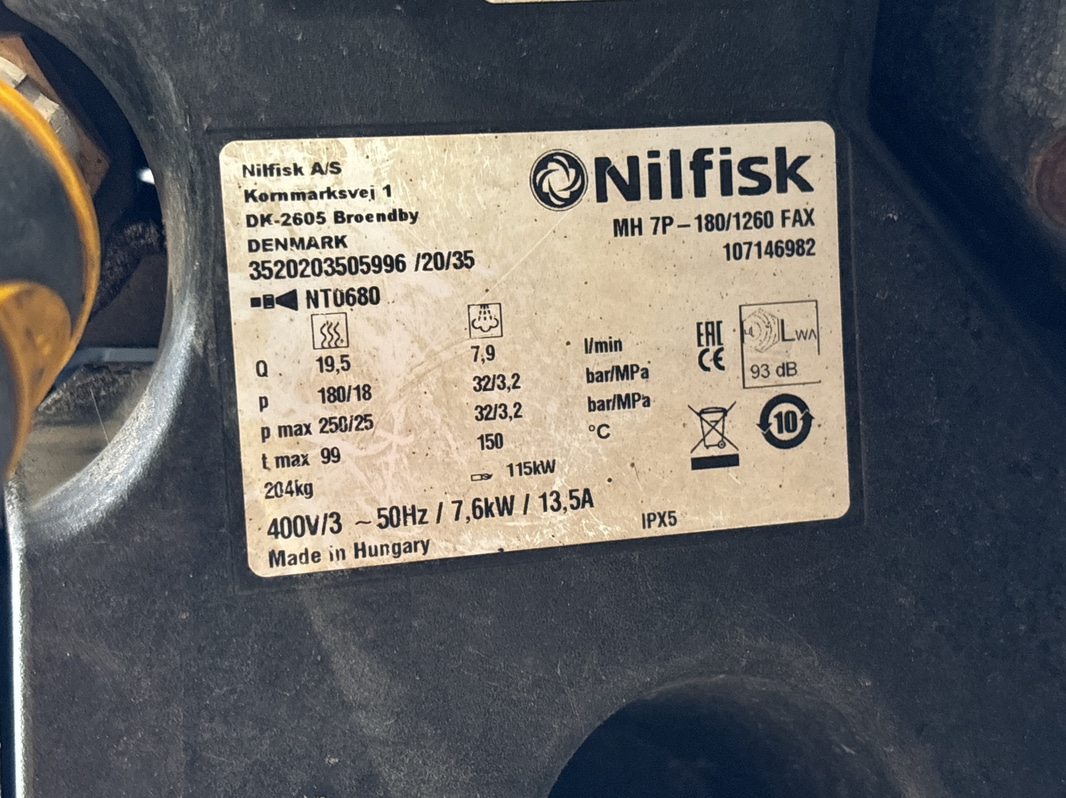 Nilfisk A/S
Kornmarksvej 1
DK-2605 Broendby
DENMARK
3520203505996 /20/35
NT0680
Nilfisk
MH 7P-180/1260 FAX
107146982
Q 19,5 7,9 l/min
p 180/18 32/3,2 bar/MPa
p max 250/25 32/3,2 bar/MPa
t max 99 150 °C
204kg 115kW
400V/3 ~50Hz / 7,6kW / 13,5A
Made in Hungary
IPX5
EAC
CE
LWA
93 dB
10